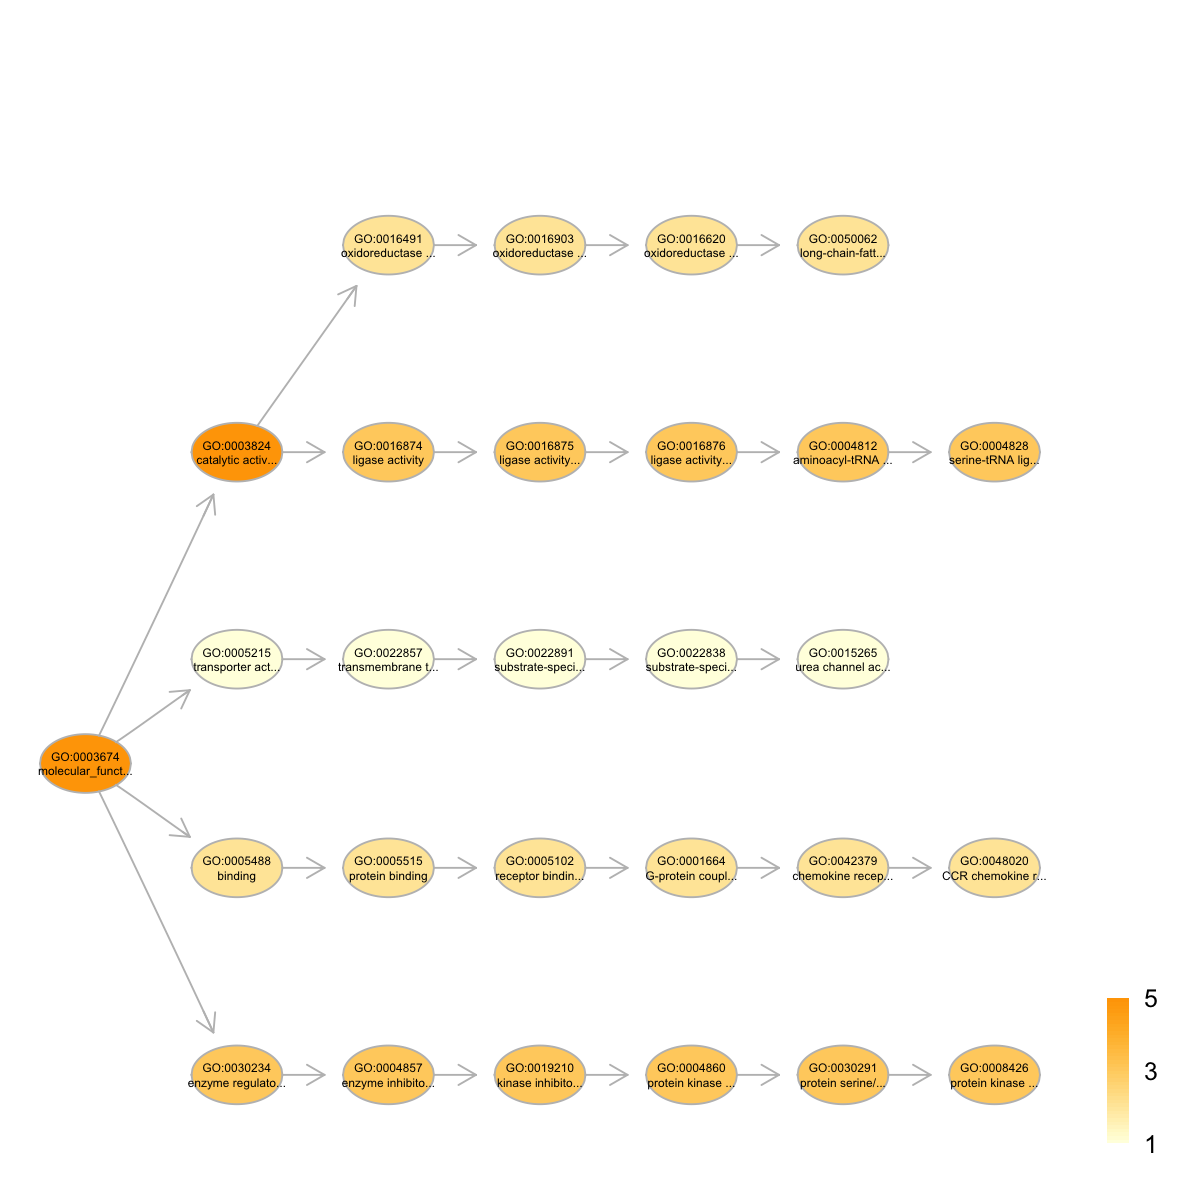 GO:0016491
oxidoreductase ...
GO:0016903
oxidoreductase ...
GO:0016620
oxidoreductase ...
GO:0050062
long-chain-fatt...
GO:0003824
catalytic activ...
GO:0016874
ligase activity
GO:0016875
ligase activity...
GO:0016876
ligase activity...
GO:0004812
aminoacyl-tRNA ...
GO:0004828
serine-tRNA lig...
GO:0005215
transporter act...
GO:0022857
transmembrane t...
GO:0022891
substrate-speci...
GO:0022838
substrate-speci...
GO:0015265
urea channel ac...
GO:0003674
molecular_funct...
GO:0005488
binding
GO:0005515
protein binding
GO:0005102
receptor bindin...
GO:0001664
G-protein coupl...
GO:0042379
chemokine recep...
GO:0048020
CCR chemokine r...
GO:0030234
enzyme regulato...
GO:0004857
enzyme inhibito...
GO:0019210
kinase inhibito...
GO:0004860
protein kinase ...
GO:0030291
protein serine/...
GO:0008426
protein kinase ...
5
3
1